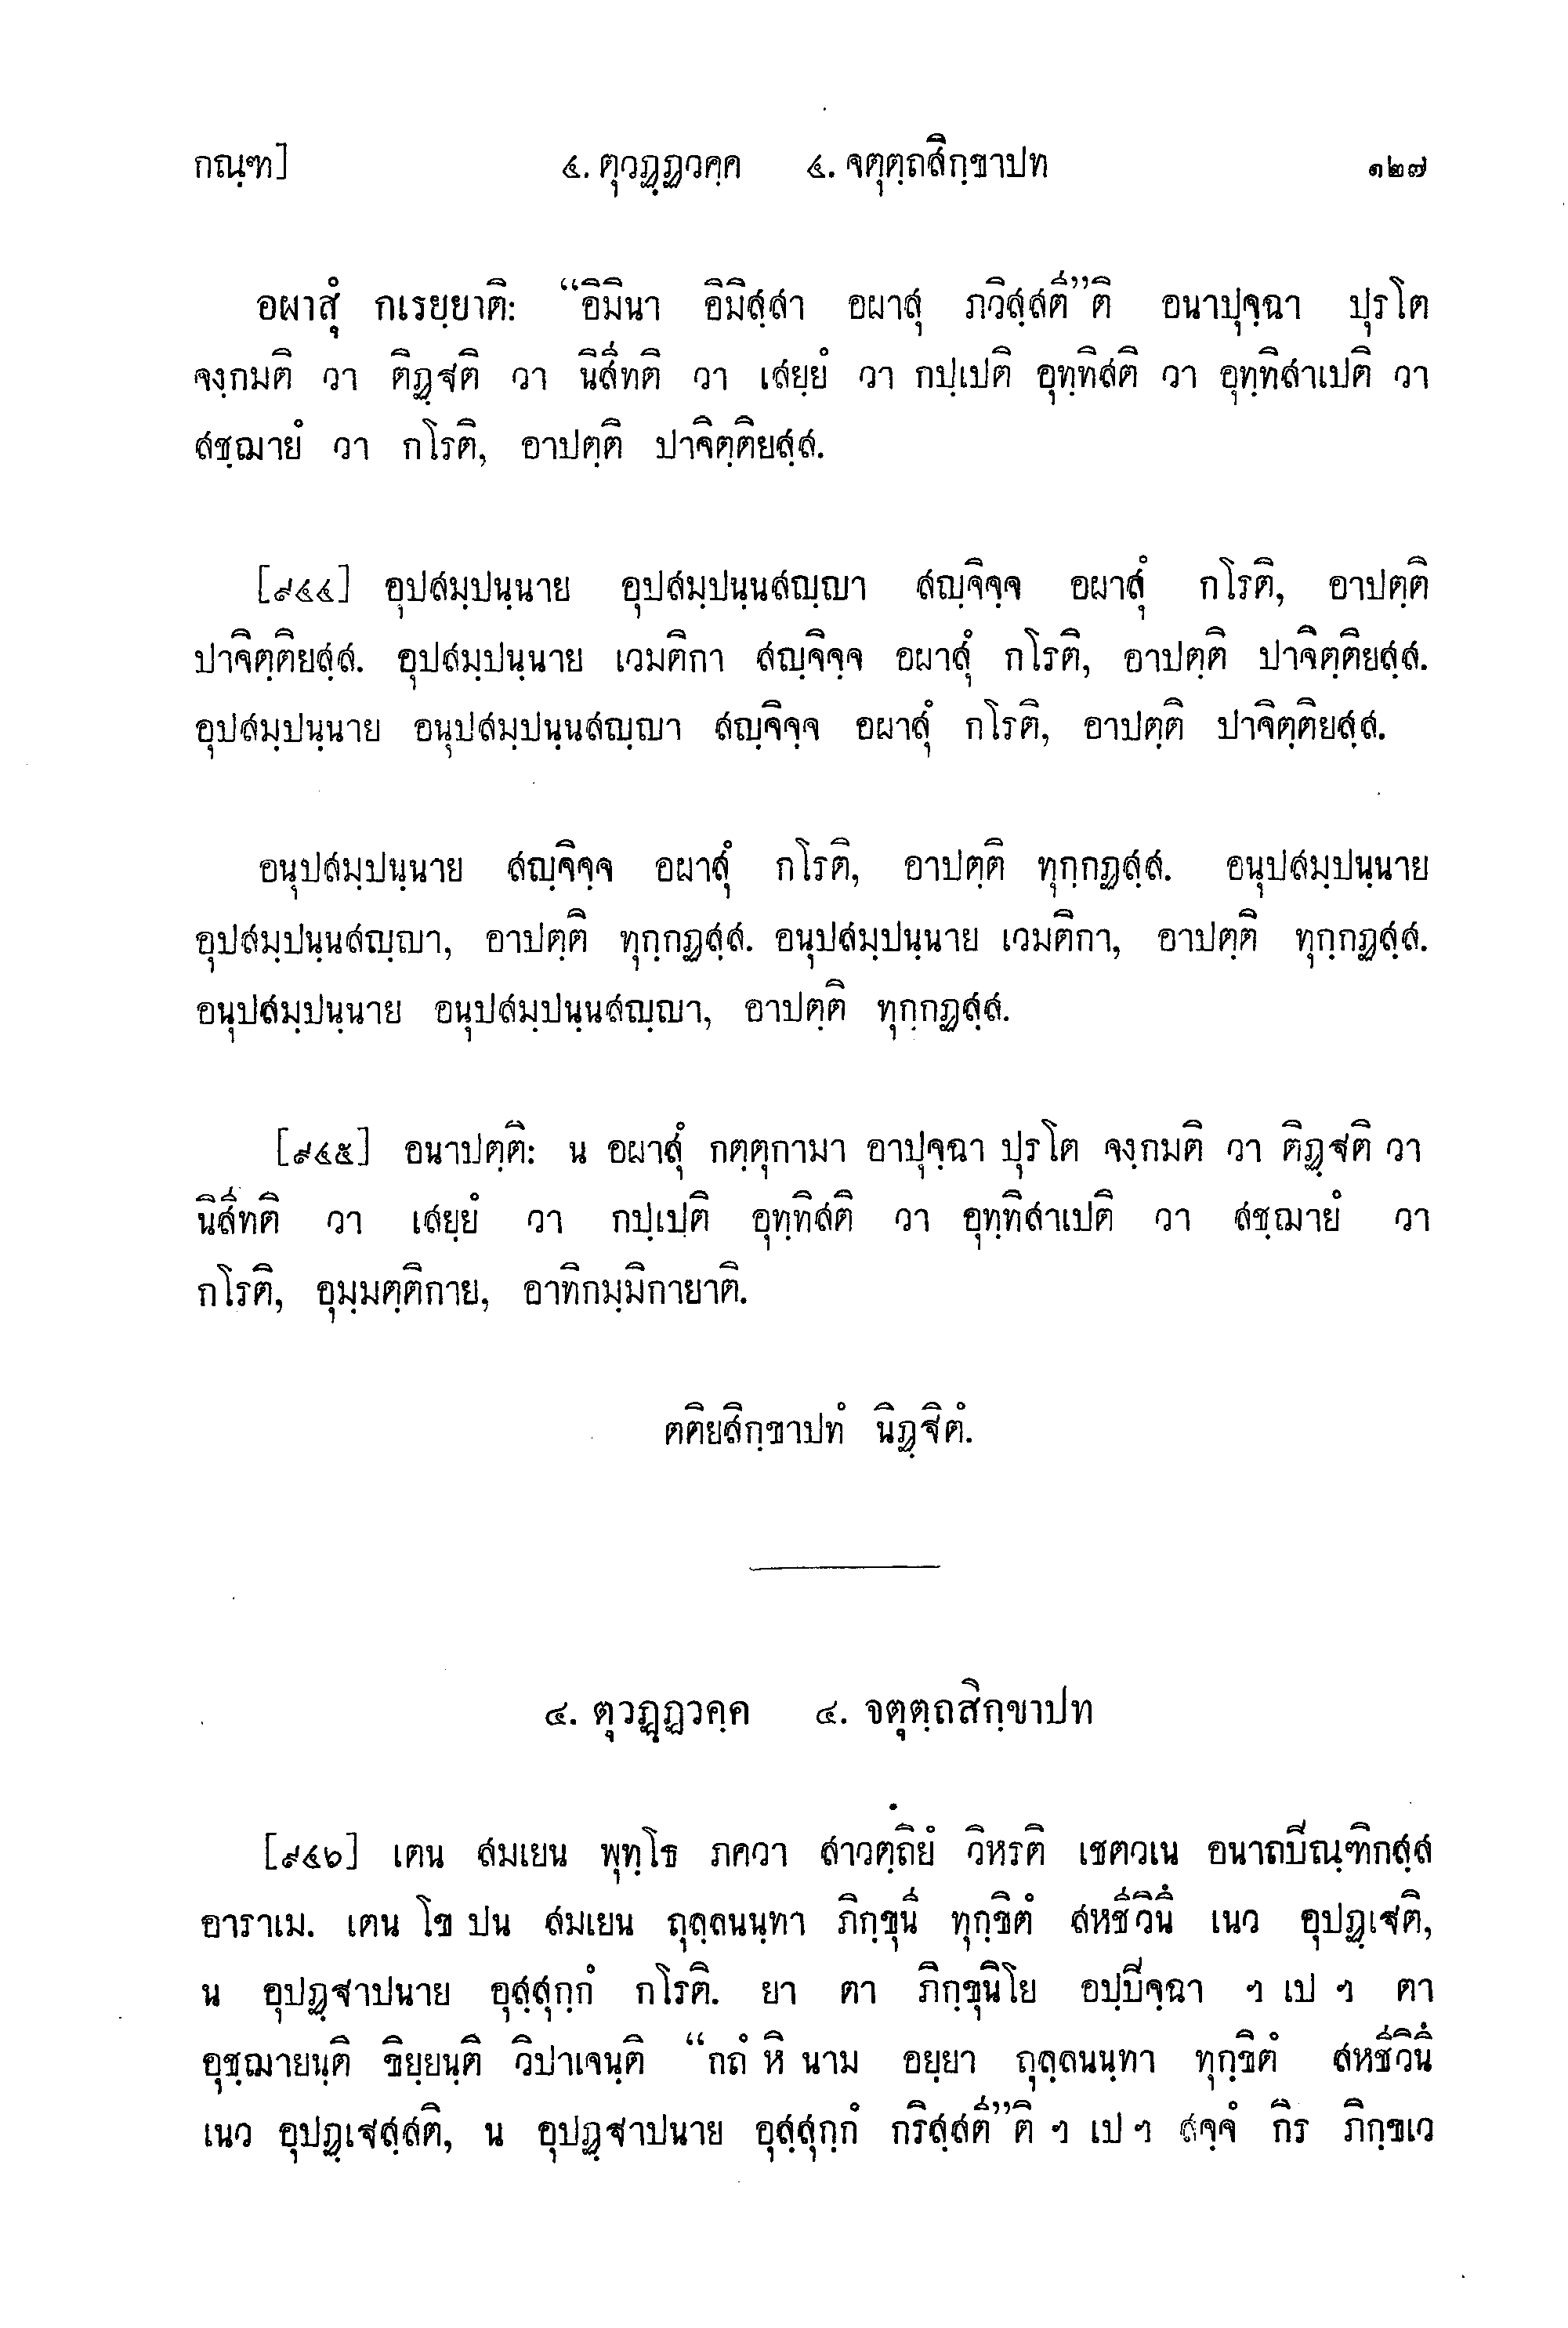 กณฺฑ] ๔. ตุวฏฺฏวคฺค ๔. จตุตฺถสิกฺขาปท ๑๒๗
อผาสุํ กเรยฺยาติ: “อิมินา อิมิสฺสา อผาสุ ภวิสฺสตี”ติ อนาปุจฺฉา ปุรโต
จงฺกมติ วา ติฏฺฐติ วา นิสีทติ วา เสยฺยํ วา กปฺเปติ อุทฺทิสติ วา อุทฺทิสาเปติ วา
สชฺฌายํ วา กโรติ, อาปตฺติ ปาจิตฺติยสฺส.
[๙๔๔] อุปสมฺปนฺนาย อุปสมฺปนฺนสญฺญา สญฺจิจฺจ อผาสุํ กโรติ, อาปตฺติ
ปาจิตฺติยสฺส. อุปสมฺปนฺนาย เวมติกา สญฺจิจฺจ อผาสุํ กโรติ, อาปตฺติ ปาจิตฺติยสฺส.
อุปสมฺปนฺนาย อนุปสมฺปนฺนสญฺญา สญฺจิจฺจ อผาสุํ กโรติ, อาปตฺติ ปาจิตฺติยสฺส.
อนุปสมฺปนฺนาย สญฺจิจฺจ อผาสุํ กโรติ, อาปตฺติ ทุกฺกฏสฺส. อนุปสมฺปนฺนาย
อุปสมฺปนฺนสญฺญา, อาปตฺติ ทุกฺกฏสฺส. อนุปสมฺปนฺนาย เวมติกา, อาปตฺติ ทุกฺกฏสฺส.
อนุปสมฺปนฺนาย อนุปสมฺปนฺนสญฺญา, อาปตฺติ ทุกฺกฏสฺส.
[๙๔๕] อนาปตฺติ: น อผาสุํ กตฺตุกามา อาปุจฺฉา ปุรโต จงฺกมติ วา ติฏฺฐติ วา
นิสีทติ วา เสยฺยํ วา กปฺเปติ อุทฺทิสติ วา อุทฺทิสาเปติ วา สชฺฌายํ วา
กโรติ, อุมฺมตฺติกาย, อาทิกมฺมิกายาติ.
ตติยสิกฺขาปทํ นิฏฺฐิตํ.
๔. ตุวฏฺฏวคฺค ๔. จตุตฺถสิกฺขาปท
[๙๔๖] เตน สมเยน พุทฺโธ ภควา สาวตฺถิยํ วิหรติ เชตวเน อนาถปิณฺฑิกสฺส
อาราเม. เตน โข ปน สมเยน ถุลฺลนนฺทา ภิกฺขุนี ทุกฺขิตํ สหชีวินึ เนว อุปฏฺเฐติ,
น อุปฏฺฐาปนาย อุสฺสุกฺกํ กโรติ. ยา ตา ภิกฺขุนิโย อปฺปิจฺฉา ฯ เป ฯ ตา
อุชฺฌายนฺติ ขิยฺยนฺติ วิปาเจนฺติ “กถํ หิ นาม อยฺยา ถุลฺลนนฺทา ทุกฺขิตํ สหชีวินึ
เนว อุปฏฺเฐสฺสติ, น อุปฏฺฐาปนาย อุสฺสุกฺกํ กริสฺสตี”ติ ฯ เป ฯ สจฺจํ กิร ภิกฺขเว